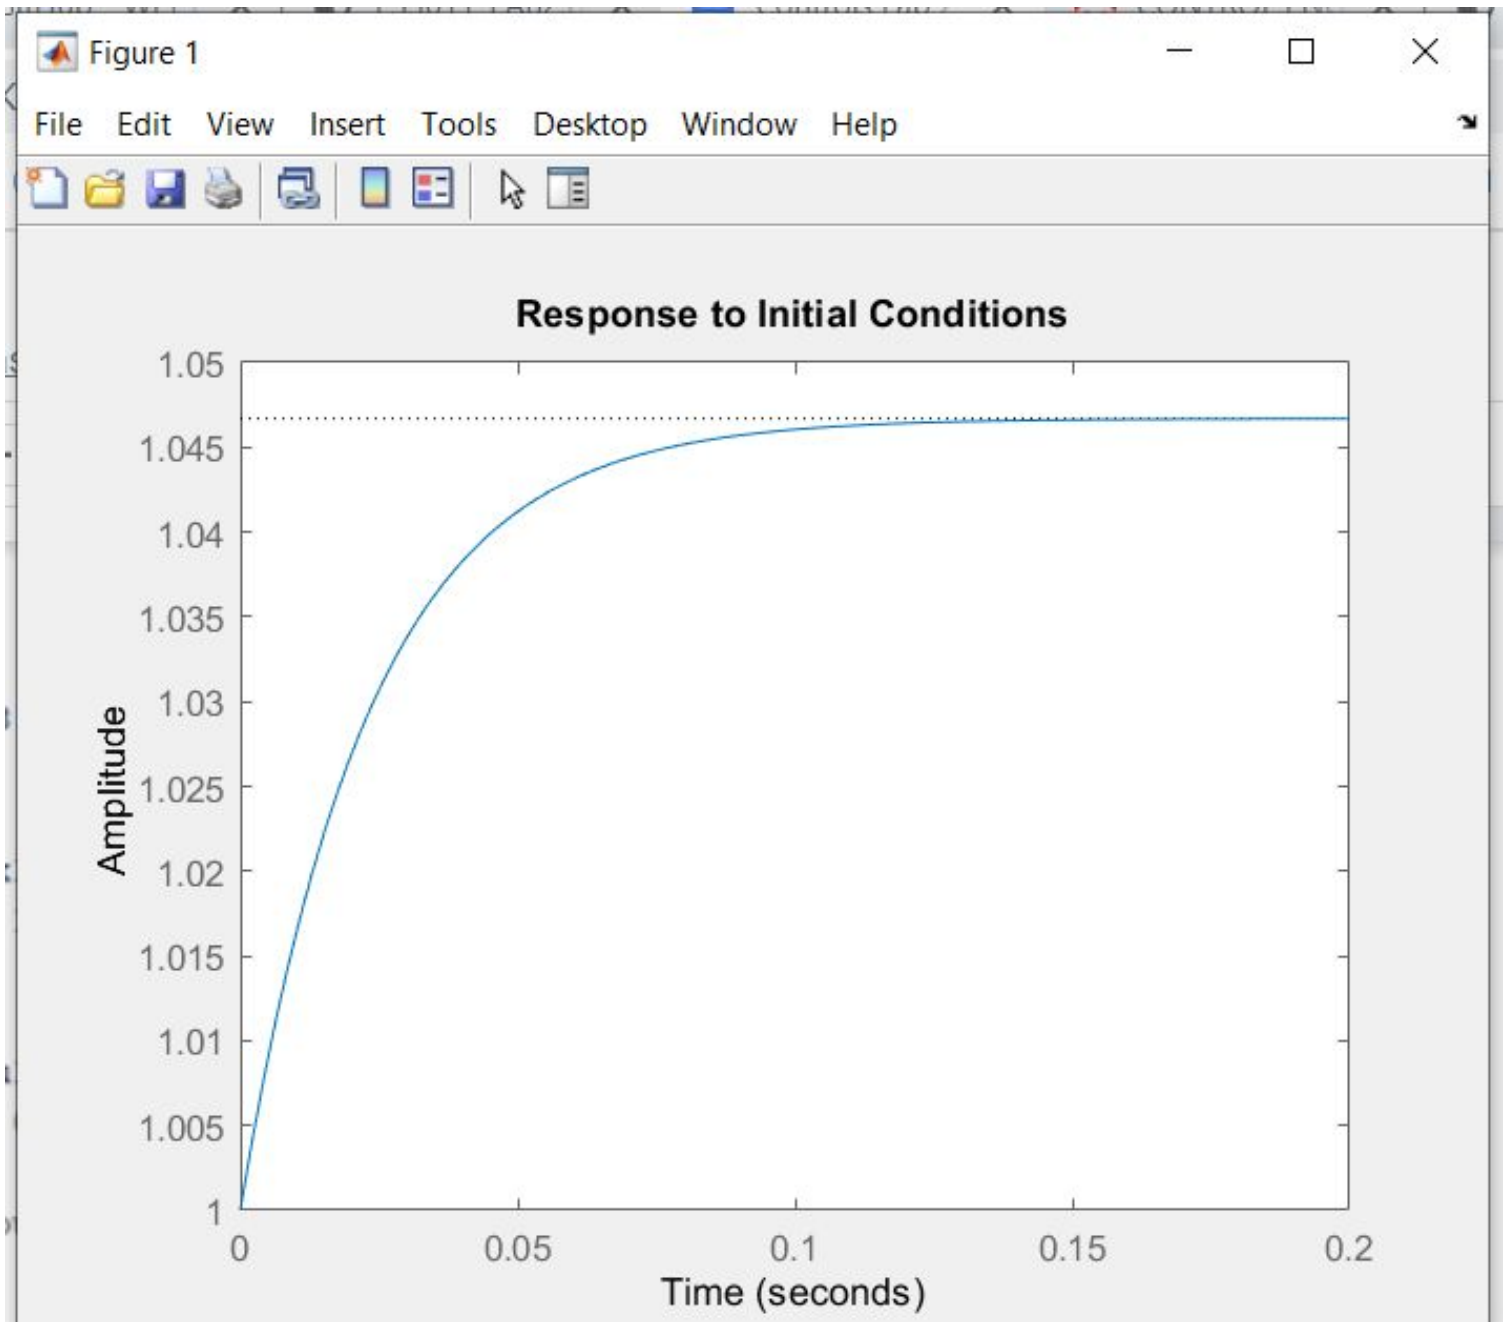 Figure 1
File Edit View Insert Tools Desktop Window Help
Response to Initial Conditions
1.05
1.045
1.04
1.035
1.03
1.025
1.02
1.015
1.01
1.005
1
Amplitude
0 0.05 0.1 0.15 0.2
Time (seconds)